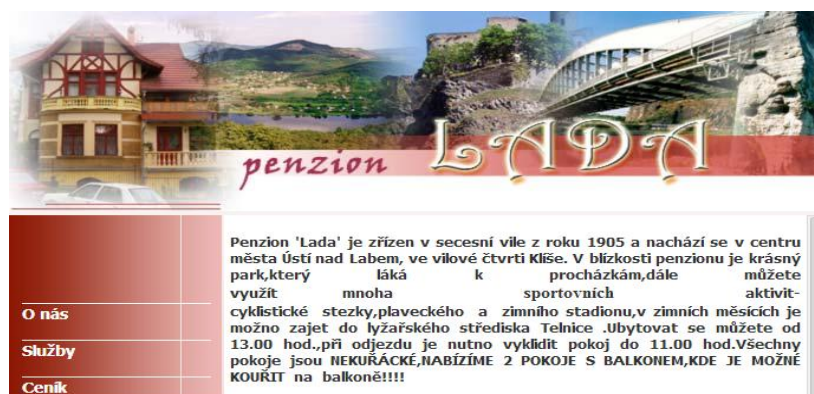 penzion LADA
Penzion 'Lada' je zřízen v secesní vile z roku 1905 a nachází se v centru
města Ústí nad Labem, ve vilové čtvrti Klíše. V blízkosti penzionu je krásný
park,který láká k procházkám,dále můžete
využít mnoha sportovních aktivit-
cyklistické stezky,plaveckého a zimního stadionu,v zimních měsících je
možno zajet do lyžařského střediska Telnice .Ubytovat se můžete od
13.00 hod.,při odjezdu je nutno vyklidit pokoj do 11.00 hod.Všechny
pokoje jsou NEKUŘÁCKÉ,NABÍZÍME 2 POKOJE S BALKONEM,KDE JE MOŽNÉ
KOUŘIT na balkoně!!!!
O nás
Služby
Ceník